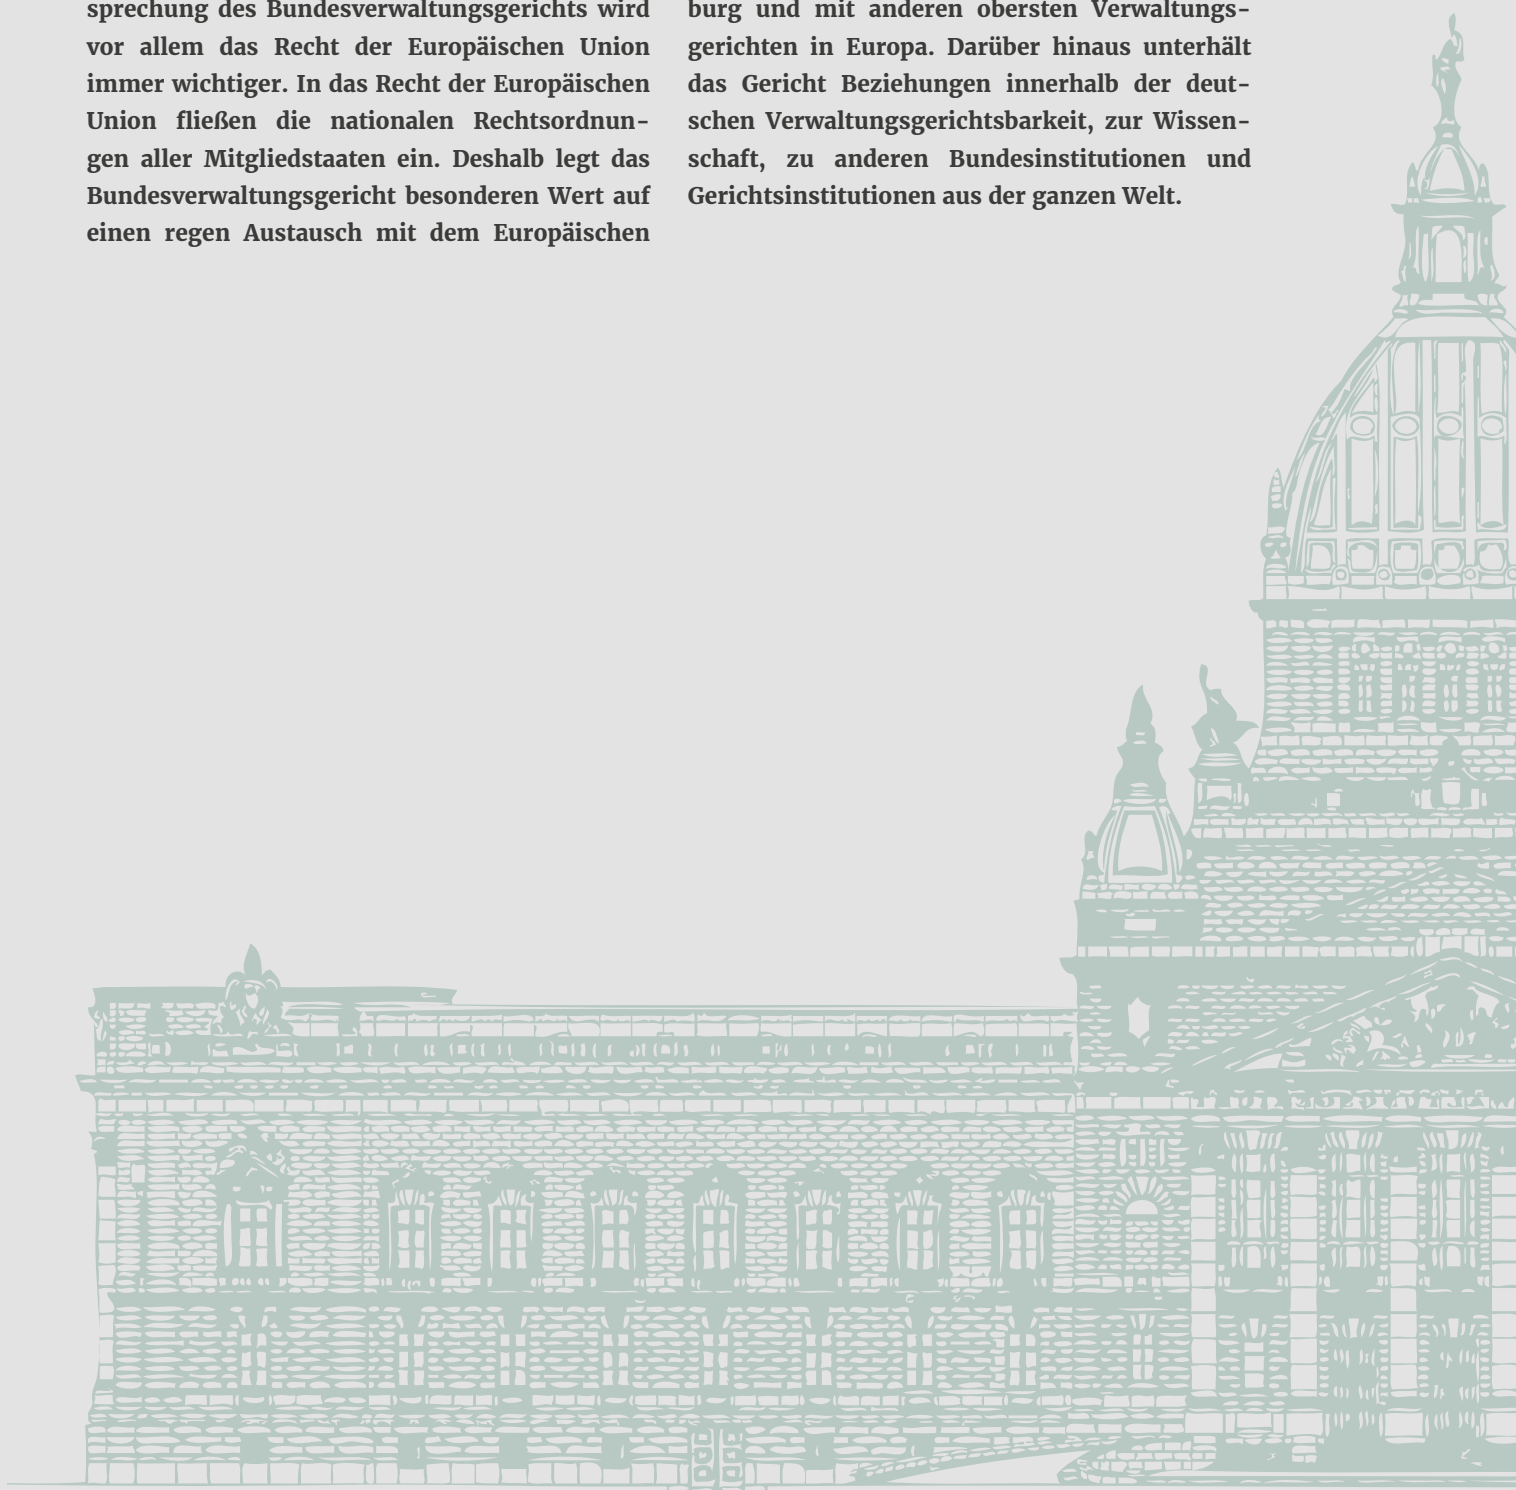 sprechung des Bundesverwaltungsgerichts wird
vor allem das Recht der Europäischen Union
immer wichtiger. In das Recht der Europäischen
Union fließen die nationalen Rechtsordnun-
gen aller Mitgliedstaaten ein. Deshalb legt das
Bundesverwaltungsgericht besonderen Wert auf
einen regen Austausch mit dem Europäischen
burg und mit anderen obersten Verwaltungs-
gerichten in Europa. Darüber hinaus unterhält
das Gericht Beziehungen innerhalb der deut-
schen Verwaltungsgerichtsbarkeit, zur Wissen-
schaft, zu anderen Bundesinstitutionen und
Gerichtsinstitutionen aus der ganzen Welt.